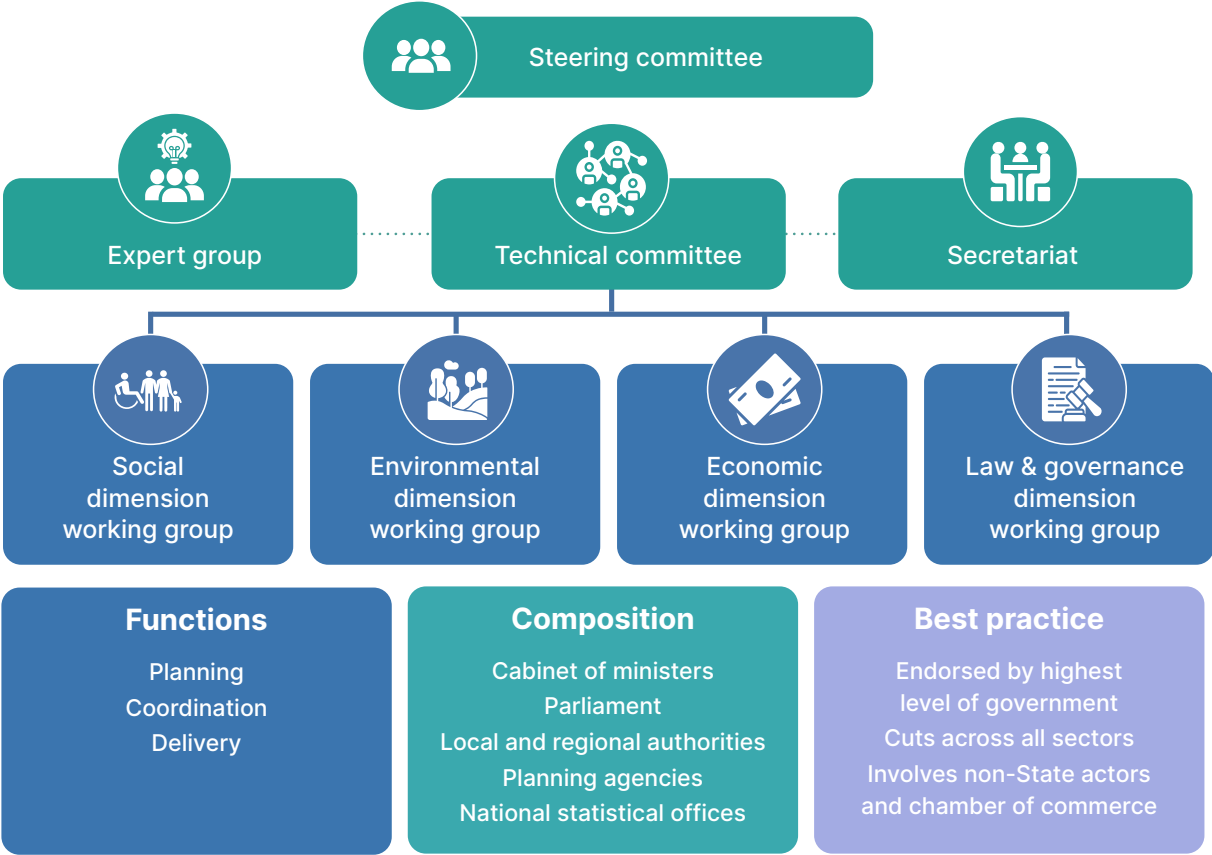 Steering committee
Expert group
Technical committee
Secretariat
Social
dimension
working group
Environmental
dimension
working group
Economic
dimension
working group
Law & governance
dimension
working group
Functions
Planning
Coordination
Delivery
Composition
Cabinet of ministers
Parliament
Local and regional authorities
Planning agencies
National statistical offices
Best practice
Endorsed by highest
level of government
Cuts across all sectors
Involves non-State actors
and chamber of commerce